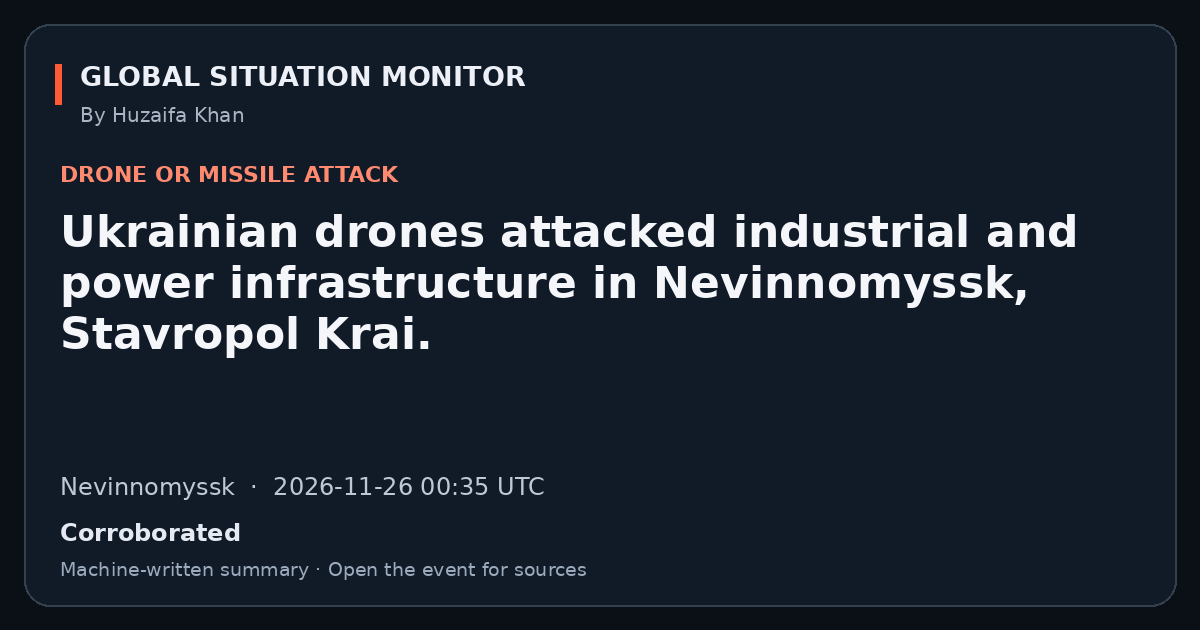 GLOBAL SITUATION MONITOR
By Huzaifa Khan
DRONE OR MISSILE ATTACK
Ukrainian drones attacked industrial and
power infrastructure in Nevinnomyssk,
Stavropol Krai.
Nevinnomyssk · 2026-11-26 00:35 UTC
Corroborated
Machine-written summary · Open the event for sources